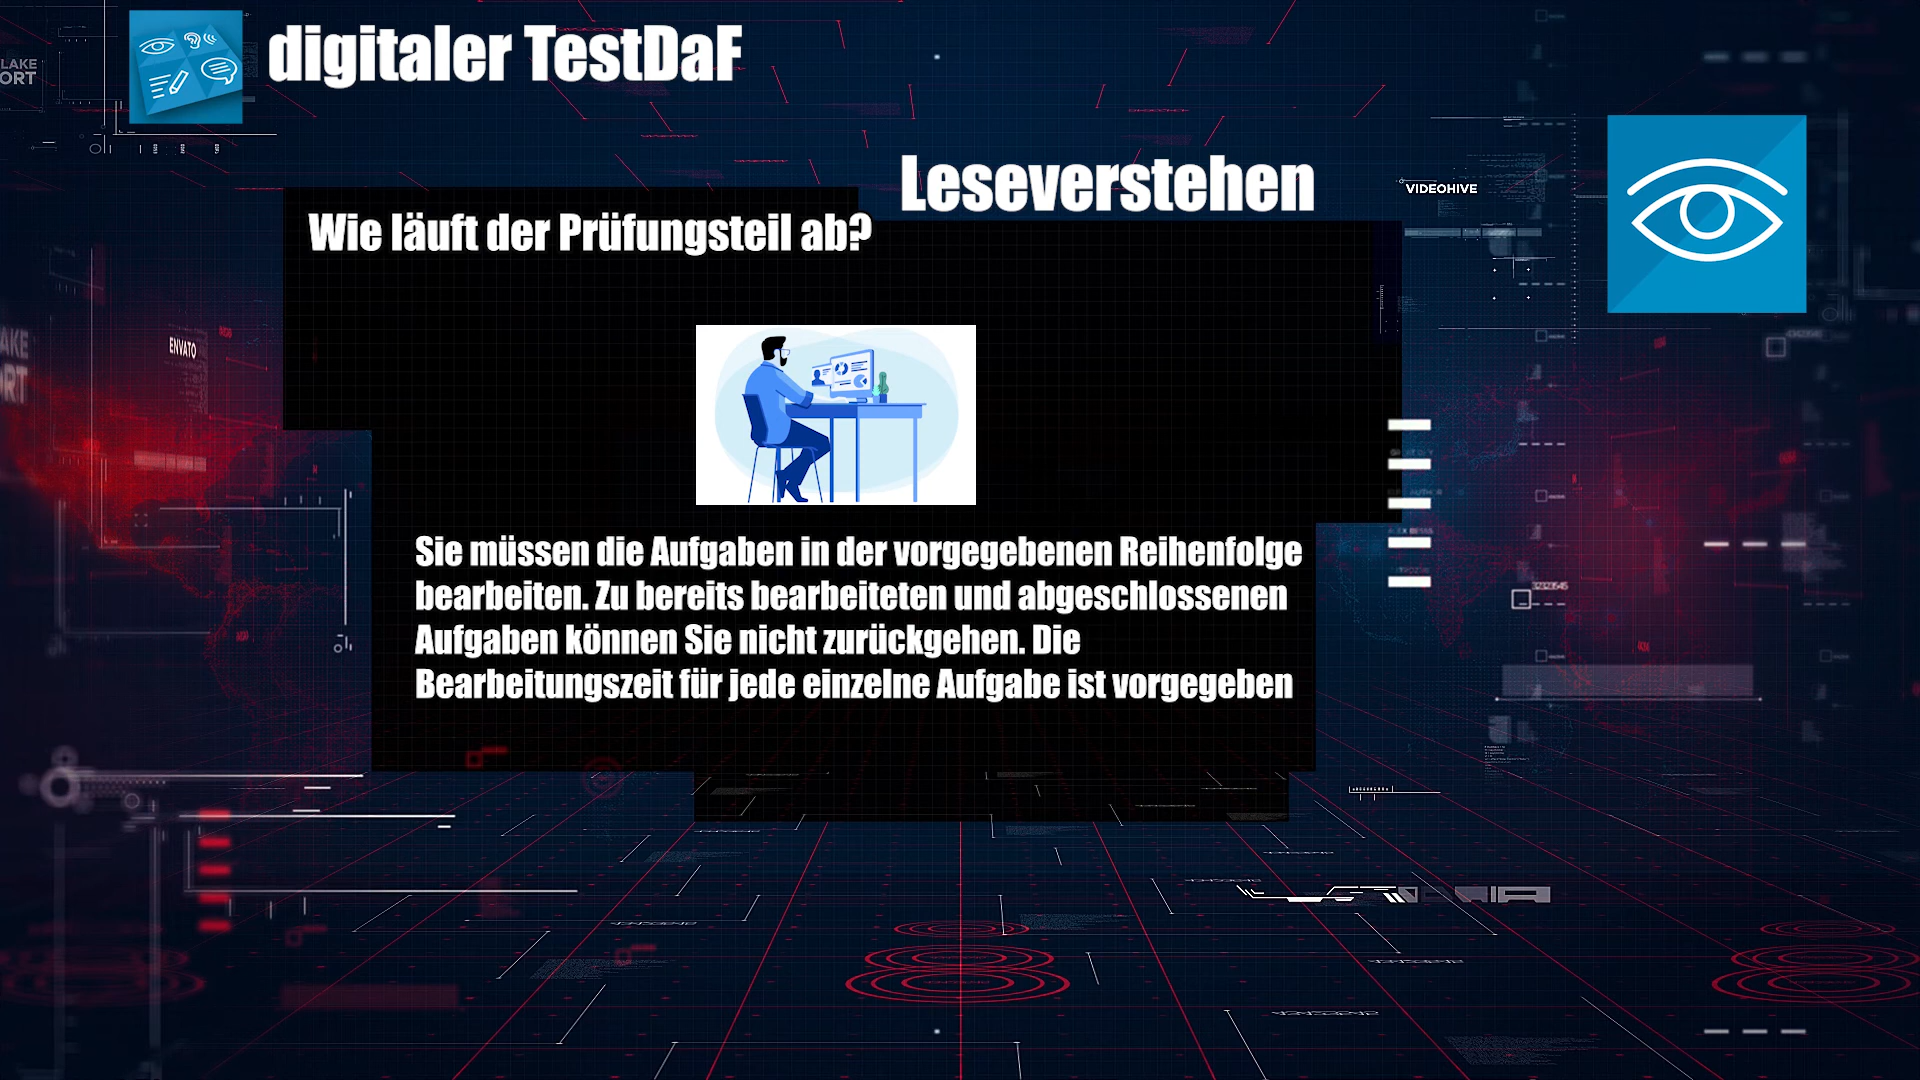 digitaler TestDaF
Leseverstehen
VIDEOHIVE
Wie läuft der Prüfungsteil ab?
ENVATO
Sie müssen die Aufgaben in der vorgegebenen Reihenfolge
bearbeiten. Zu bereits bearbeiteten und abgeschlossenen
Aufgaben können Sie nicht zurückgehen. Die
Bearbeitungszeit für jede einzelne Aufgabe ist vorgegeben